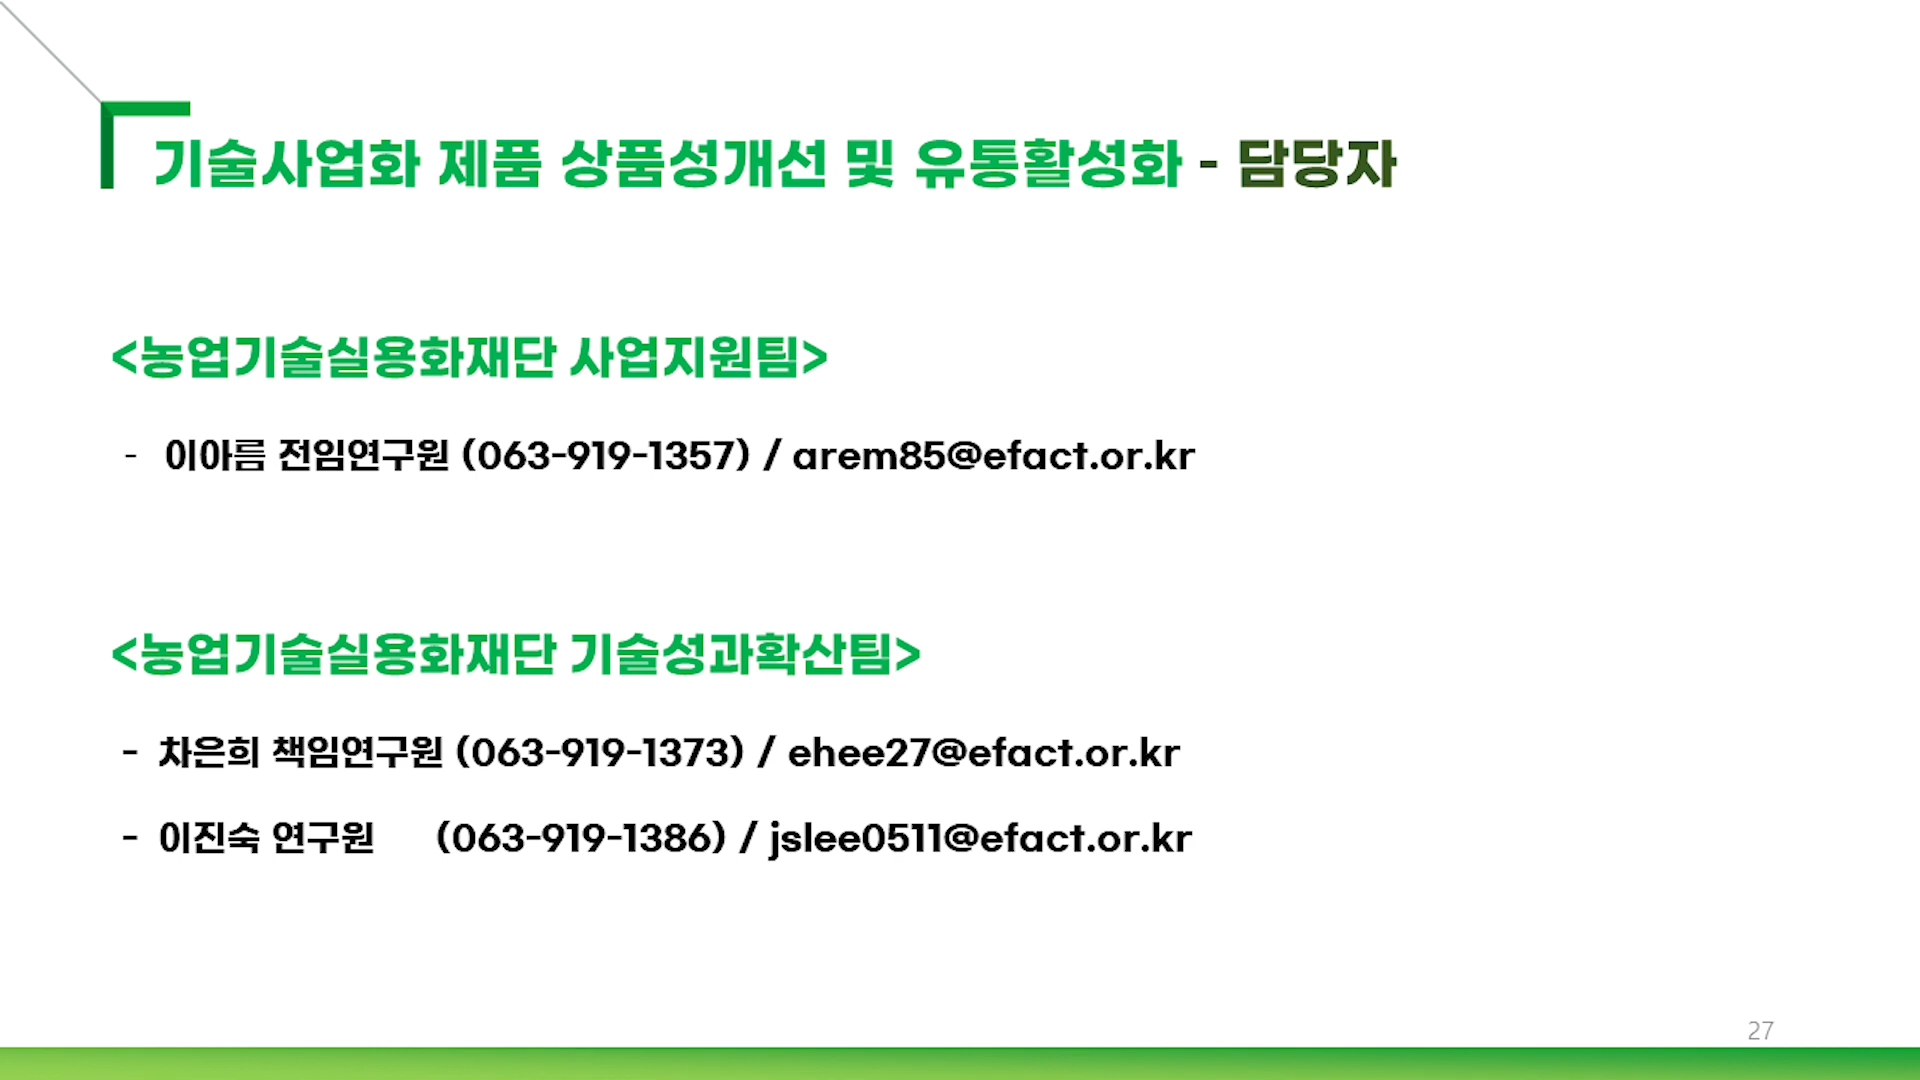 기술사업화 제품 상품성개선 및 유통활성화 - 담당자
<농업기술실용화재단 사업지원팀>
- 이아름 전임연구원 (063-919-1357) / arem85@efact.or.kr
<농업기술실용화재단 기술성과확산팀>
- 차은희 책임연구원 (063-919-1373) / ehee27@efact.or.kr
- 이진숙 연구원 (063-919-1386) / jslee0511@efact.or.kr
27